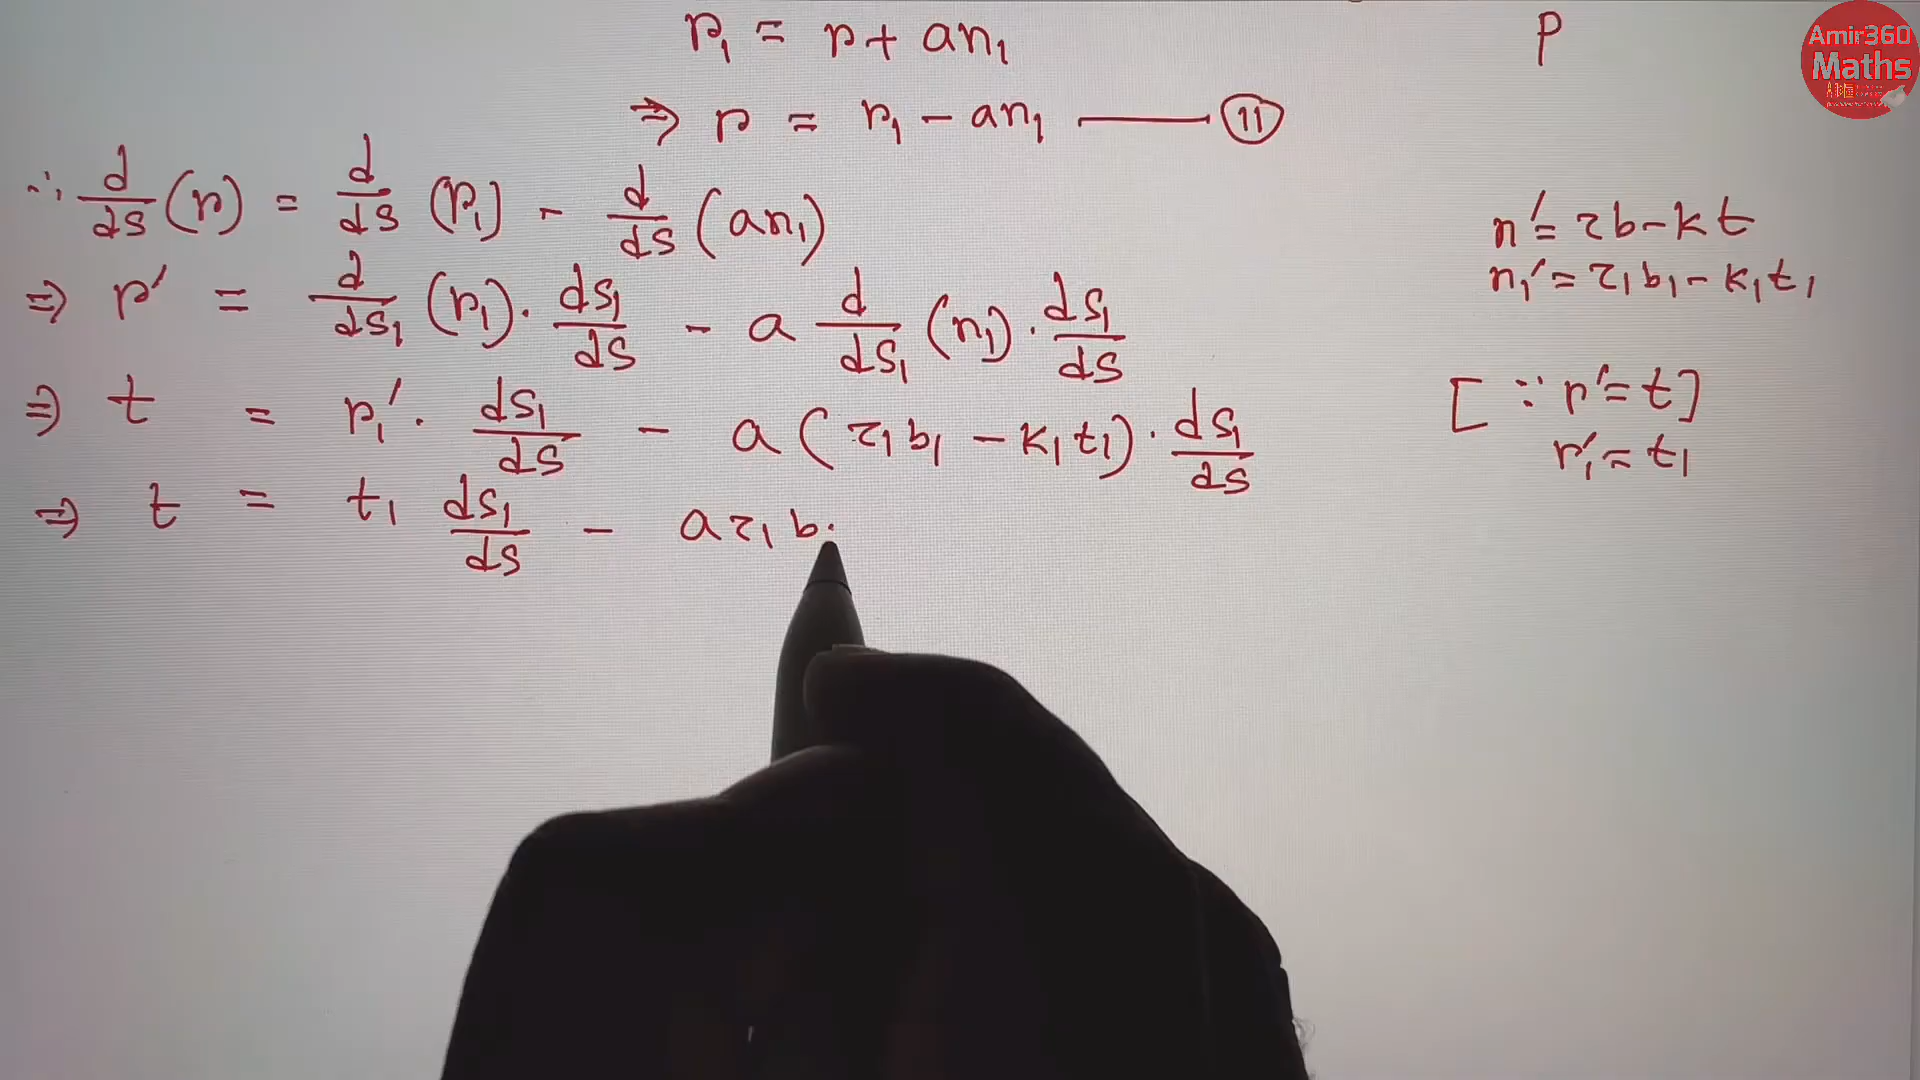 r₁ = r + an₁
⇒ r = r₁ - an₁ ——— ⑪
∴ d/ds (r) = d/ds (r₁) - d/ds (an₁)
⇒ r′ = d/ds₁ (r₁) · ds₁/ds - a d/ds₁ (n₁) · ds₁/ds
⇒ t = r₁′ · ds₁/ds - a (τ₁b₁ - k₁t₁) · ds₁/ds
⇒ t = t₁ ds₁/ds - aτ₁b
P
n′ = τb - kt
n₁′ = τ₁b₁ - k₁t₁
[∵ r′ = t]
r₁′ = t₁
Amir360
Maths